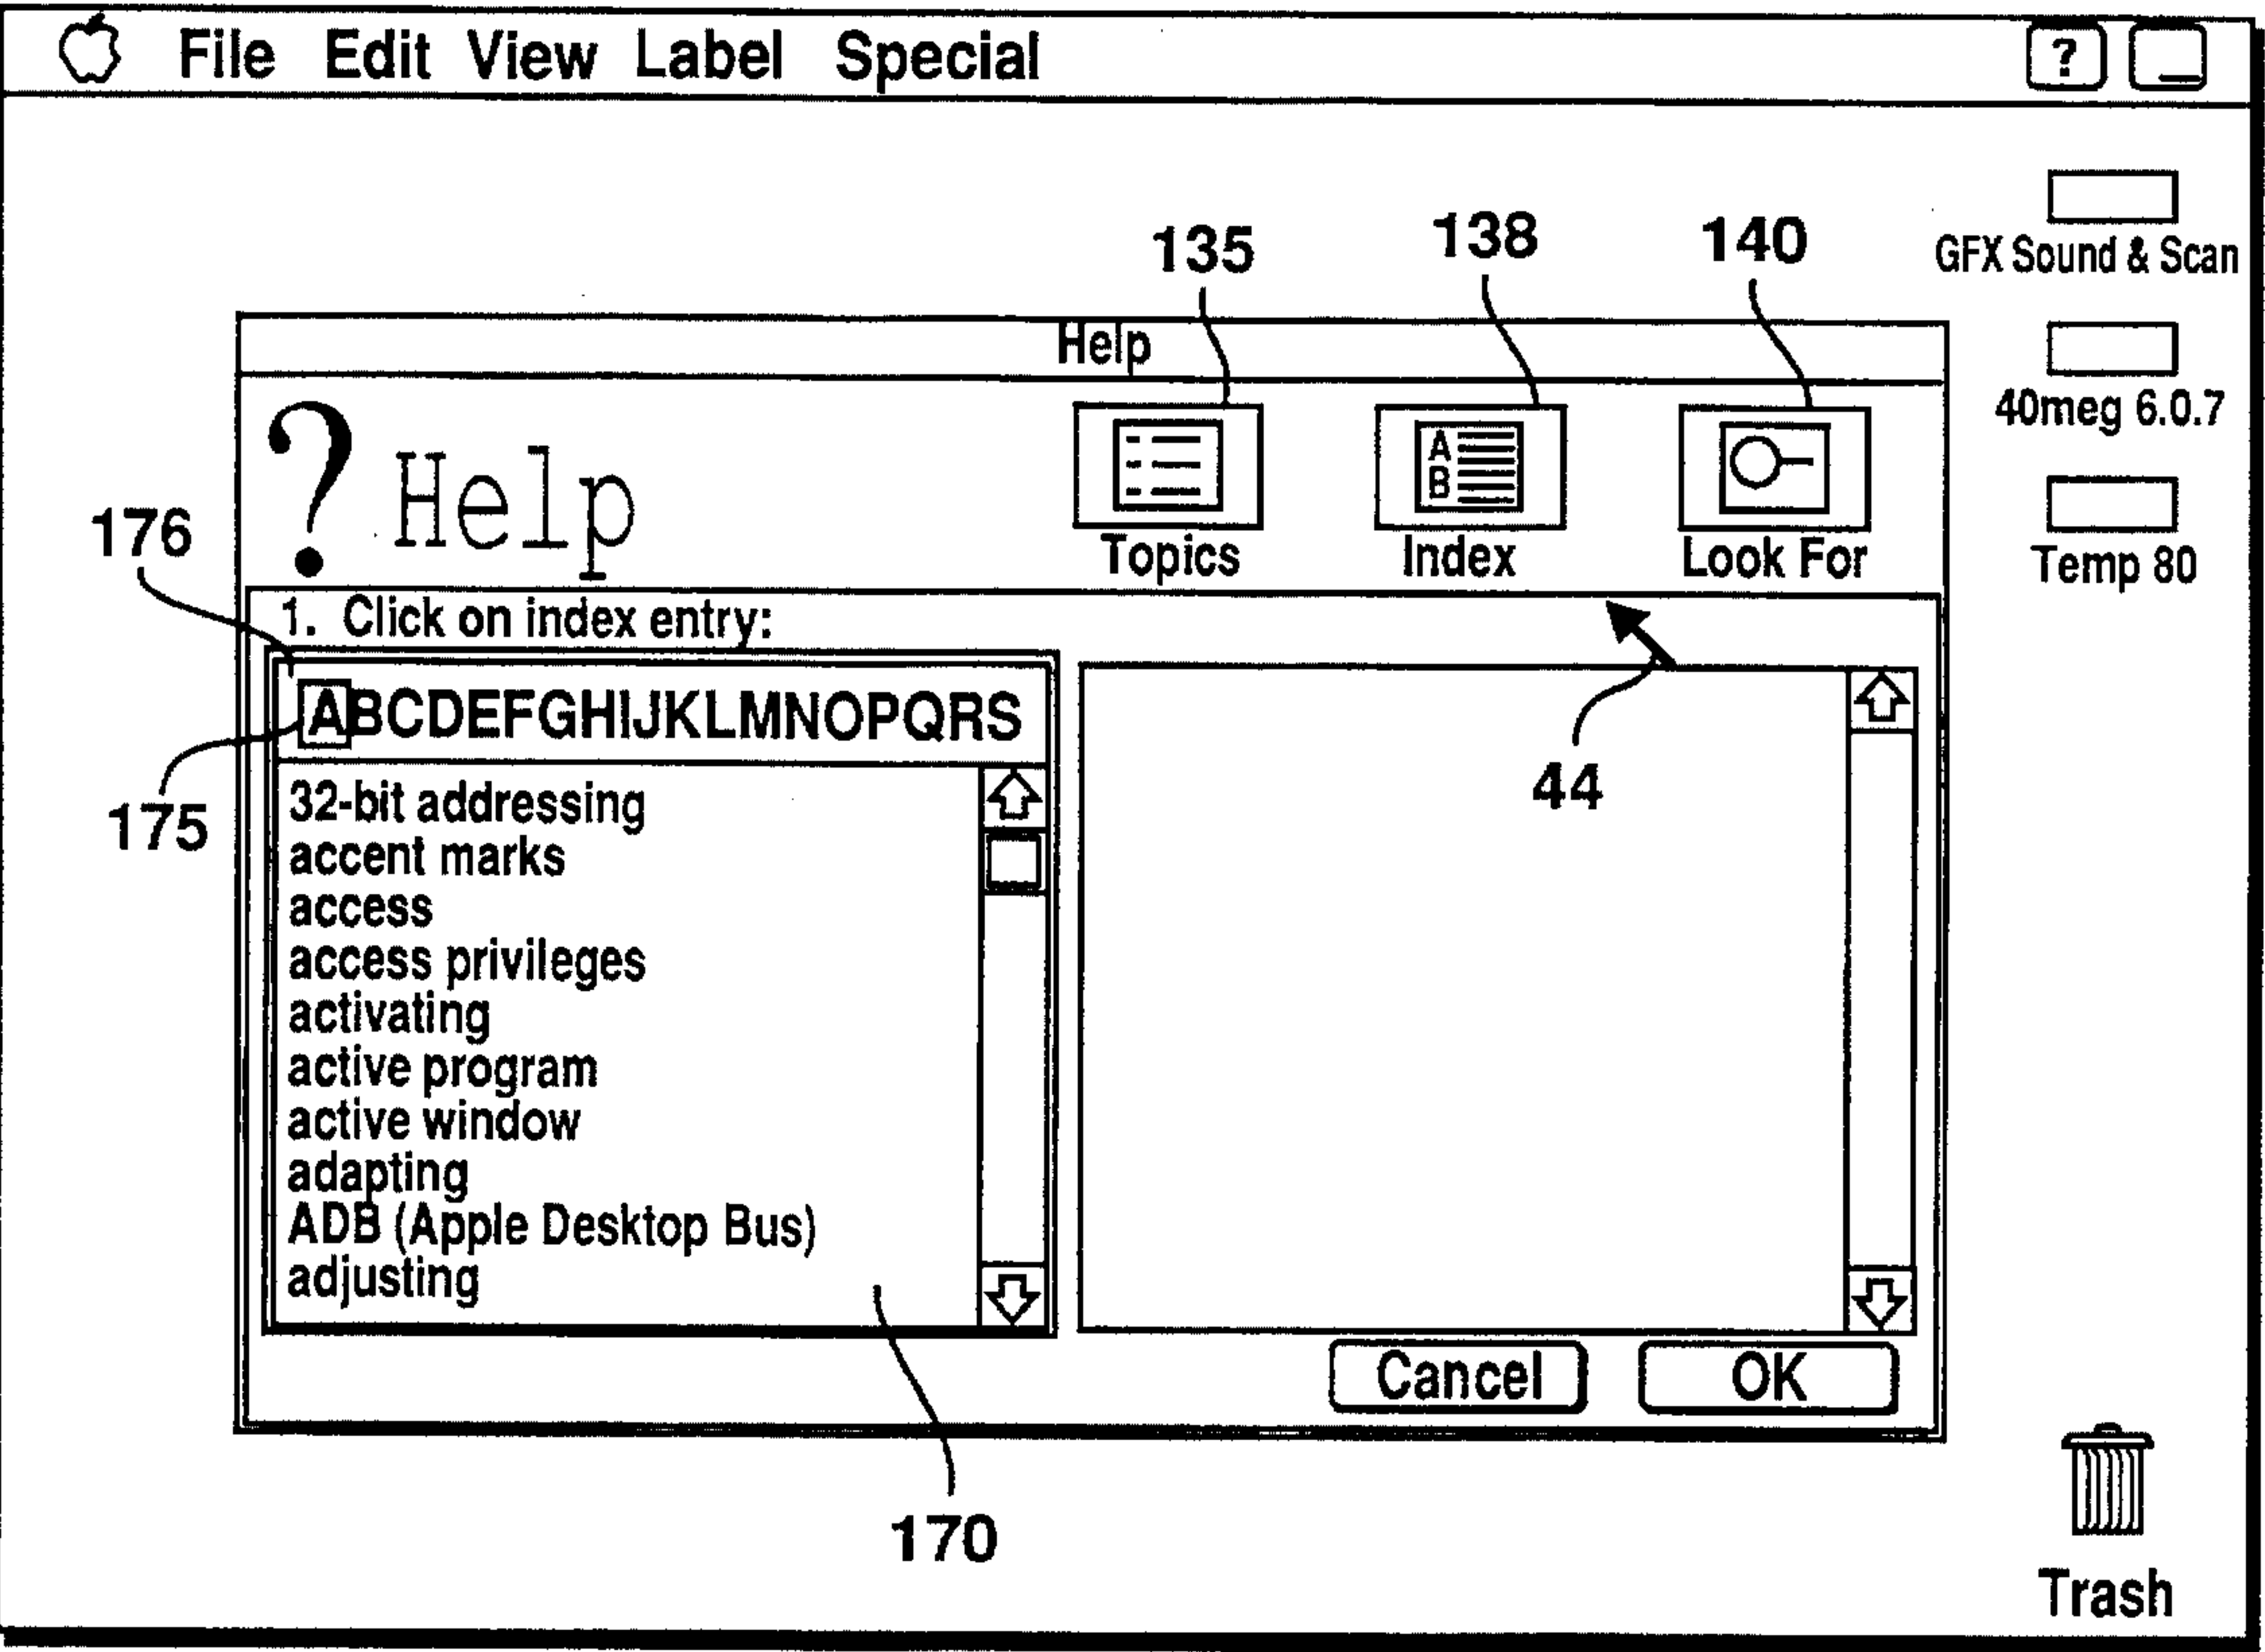 File Edit View Label Special ?
GFX Sound & Scan
40meg 6.0.7
Temp 80
135 138 140
Help
? Help
A
B
Topics Index Look For
176
1. Click on index entry:
ABCDEFGHIJKLMNOPQRS
175
44
32-bit addressing
accent marks
access
access privileges
activating
active program
active window
adapting
ADB (Apple Desktop Bus)
adjusting
Cancel OK
170
Trash